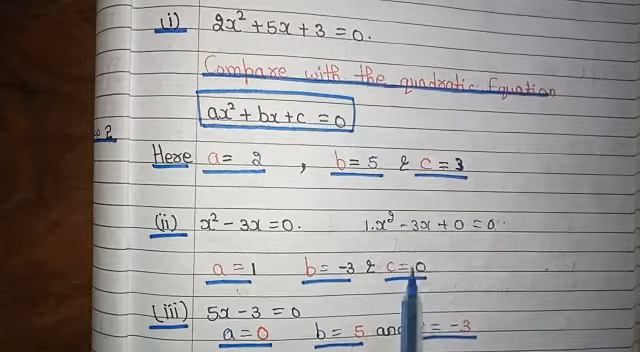 (i) 2x² + 5x + 3 = 0.
Compare with the quadratic Equation
ax² + bx + c = 0
Here a = 2 , b = 5 & c = 3
(ii) x² - 3x = 0. 1.x² - 3x + 0 = 0
a = 1 b = -3 & c = 0
(iii) 5x - 3 = 0
a = 0 b = 5 and = -3